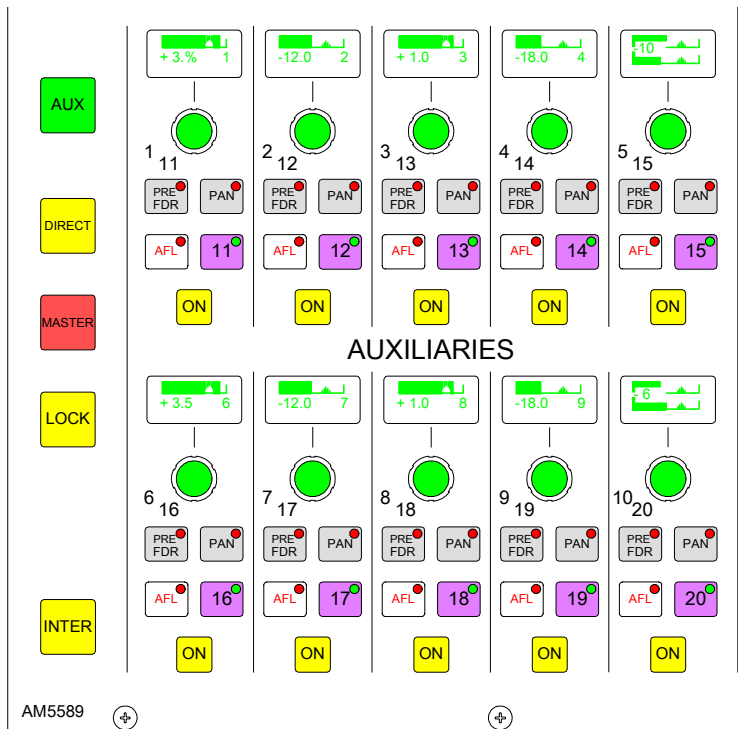 + 3.% 1 -12.0 2 + 1.0 3 -18.0 4 -10
AUX
1 11 2 12 3 13 4 14 5 15
PRE FDR PAN PRE FDR PAN PRE FDR PAN PRE FDR PAN PRE FDR PAN
DIRECT
AFL 11 AFL 12 AFL 13 AFL 14 AFL 15
ON ON ON ON ON
MASTER
AUXILIARIES
+ 3.5 6 -12.0 7 + 1.0 8 -18.0 9 - 6
LOCK
6 16 7 17 8 18 9 19 10 20
PRE FDR PAN PRE FDR PAN PRE FDR PAN PRE FDR PAN PRE FDR PAN
AFL 16 AFL 17 AFL 18 AFL 19 AFL 20
INTER
ON ON ON ON ON
AM5589